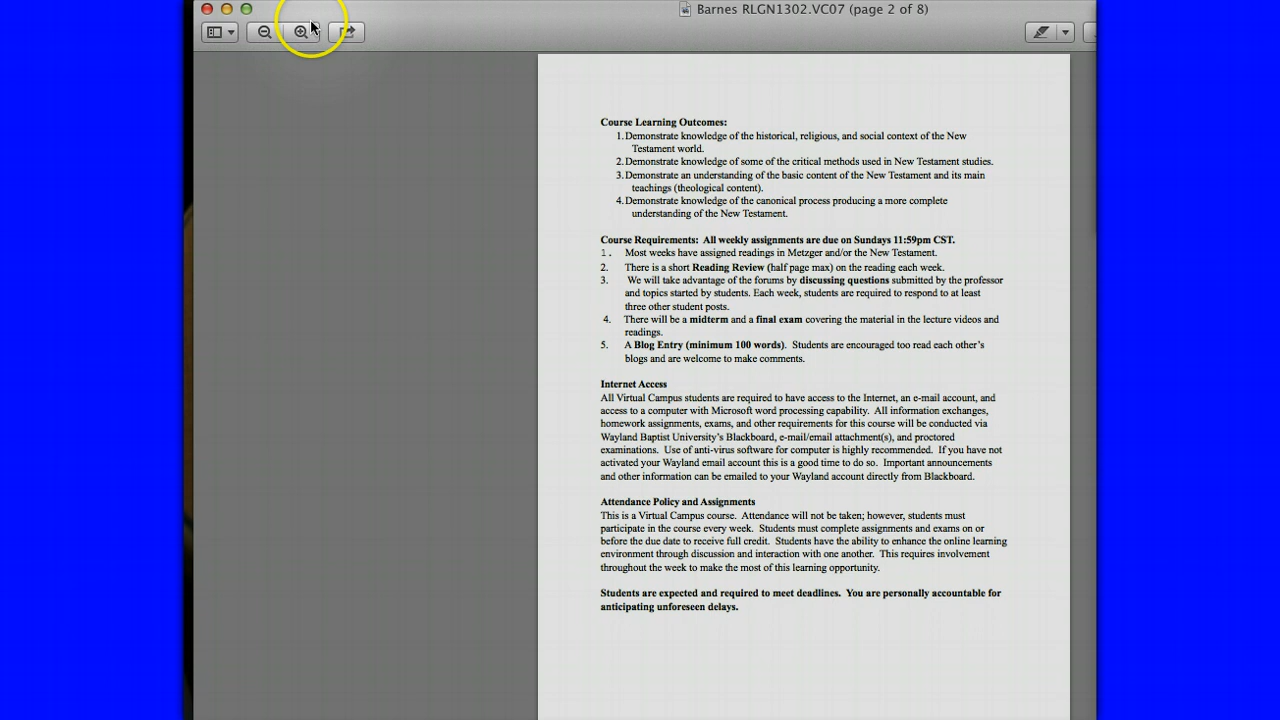 Barnes RLGN1302.VC07 (page 2 of 8)
Course Learning Outcomes:
1. Demonstrate knowledge of the historical, religious, and social context of the New
Testament world.
2. Demonstrate knowledge of some of the critical methods used in New Testament studies.
3. Demonstrate an understanding of the basic content of the New Testament and its main
teachings (theological content).
4. Demonstrate knowledge of the canonical process producing a more complete
understanding of the New Testament.
Course Requirements: All weekly assignments are due on Sundays 11:59pm CST.
1. Most weeks have assigned readings in Metzger and/or the New Testament.
2. There is a short Reading Review (half page max) on the reading each week.
3. We will take advantage of the forums by discussing questions submitted by the professor
and topics started by students. Each week, students are required to respond to at least
three other student posts.
4. There will be a midterm and a final exam covering the material in the lecture videos and
readings.
5. A Blog Entry (minimum 100 words). Students are encouraged too read each other's
blogs and are welcome to make comments.
Internet Access
All Virtual Campus students are required to have access to the Internet, an e-mail account, and
access to a computer with Microsoft word processing capability. All information exchanges,
homework assignments, exams, and other requirements for this course will be conducted via
Wayland Baptist University's Blackboard, e-mail/email attachment(s), and proctored
examinations. Use of anti-virus software for computer is highly recommended. If you have not
activated your Wayland email account this is a good time to do so. Important announcements
and other information can be emailed to your Wayland account directly from Blackboard.
Attendance Policy and Assignments
This is a Virtual Campus course. Attendance will not be taken; however, students must
participate in the course every week. Students must complete assignments and exams on or
before the due date to receive full credit. Students have the ability to enhance the online learning
environment through discussion and interaction with one another. This requires involvement
throughout the week to make the most of this learning opportunity.
Students are expected and required to meet deadlines. You are personally accountable for
anticipating unforeseen delays.